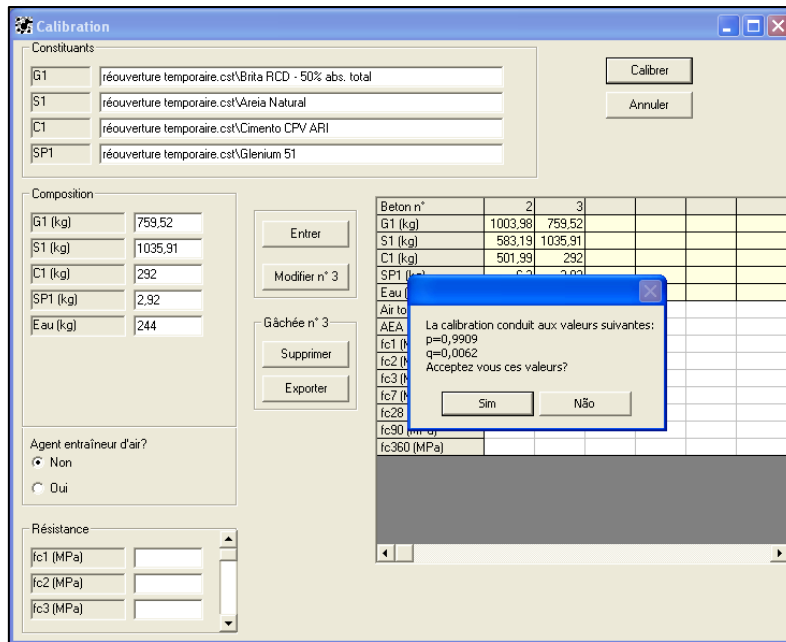 Calibration
Constituants
G1 réouverture temporaire.cst\Brita RCD - 50% abs. total
S1 réouverture temporaire.cst\Areia Natural
C1 réouverture temporaire.cst\Cimento CPV ARI
SP1 réouverture temporaire.cst\Glenium 51
Calibrer
Annuler
Composition
G1 (kg) 759,52
S1 (kg) 1035,91
C1 (kg) 292
SP1 (kg) 2,92
Eau (kg) 244
Agent entraîneur d'air?
Non
Oui
Résistance
fc1 (MPa)
fc2 (MPa)
fc3 (MPa)
Entrer
Modifier n° 3
Gâchée n° 3
Supprimer
Exporter
Beton n° 2 3
G1 (kg) 1003,98 759,52
S1 (kg) 583,19 1035,91
C1 (kg) 501,99 292
SP1 (kg)
Eau
Air to
AEA
fc1
fc2
fc3
fc7
fc28
fc90 (MPa)
fc360 (MPa)
La calibration conduit aux valeurs suivantes:
p=0,9909
q=0,0062
Acceptez vous ces valeurs?
Sim
Não